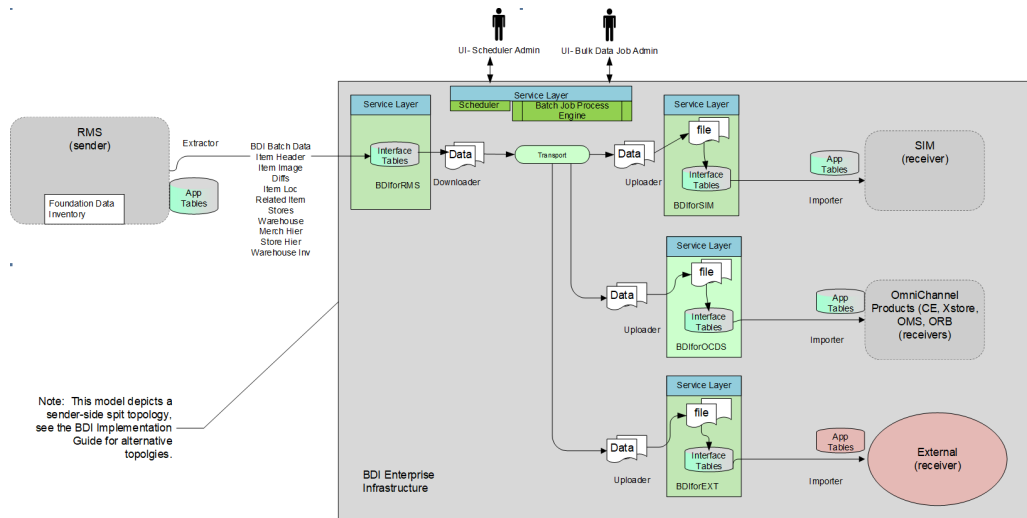 UI- Scheduler Admin
UI- Bulk Data Job Admin
Service Layer
Scheduler
Batch Job Process
Engine
RMS
(sender)
Foundation Data
Inventory
App
Tables
Extractor
BDI Batch Data
Item Header
Item Image
Diffs
Item Loc
Related Item
Stores
Warehouse
Merch Hier
Store Hier
Warehouse Inv
Service Layer
Interface
Tables
BDIforRMS
Data
Downloader
Transport
Data
Uploader
Service Layer
file
Interface
Tables
BDIforSIM
App
Tables
Importer
SIM
(receiver)
Data
Uploader
Service Layer
file
Interface
Tables
BDIforOCDS
App
Tables
Importer
OmniChannel
Products (CE, Xstore,
OMS, ORB
(receivers)
Data
Uploader
Service Layer
file
Interface
Tables
BDIforEXT
App
Tables
Importer
External
(receiver)
Note: This model depicts a
sender-side spit topology,
see the BDI Implementation
Guide for alternative
topolgies.
BDI Enterprise
Infrastructure